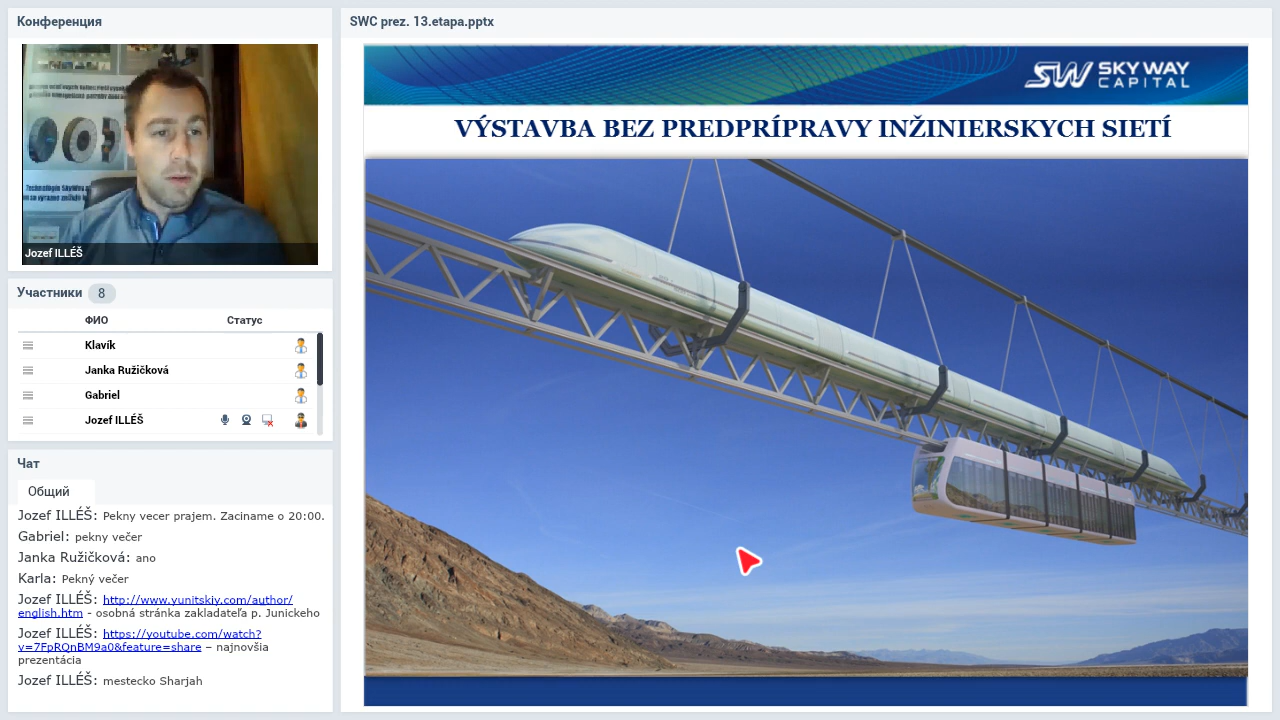 Конференция
Jozef ILLÉŠ
Участники 8
ФИО Статус
Klavík
Janka Ružičková
Gabriel
Jozef ILLÉŠ
Чат
Общий
Jozef ILLÉŠ: Pekny vecer prajem. Zaciname o 20:00.
Gabriel: pekny večer
Janka Ružičková: ano
Karla: Pekný večer
Jozef ILLÉŠ: http://www.yunitskiy.com/author/
english.htm - osobná stránka zakladateľa p. Junickeho
Jozef ILLÉŠ: https://youtube.com/watch?
v=7FpRQnBM9a0&feature=share – najnovšia
prezentácia
Jozef ILLÉŠ: mestecko Sharjah
SWC prez. 13.etapa.pptx
SW SKY WAY
CAPITAL
VÝSTAVBA BEZ PREDPRÍPRAVY INŽINIERSKYCH SIETÍ